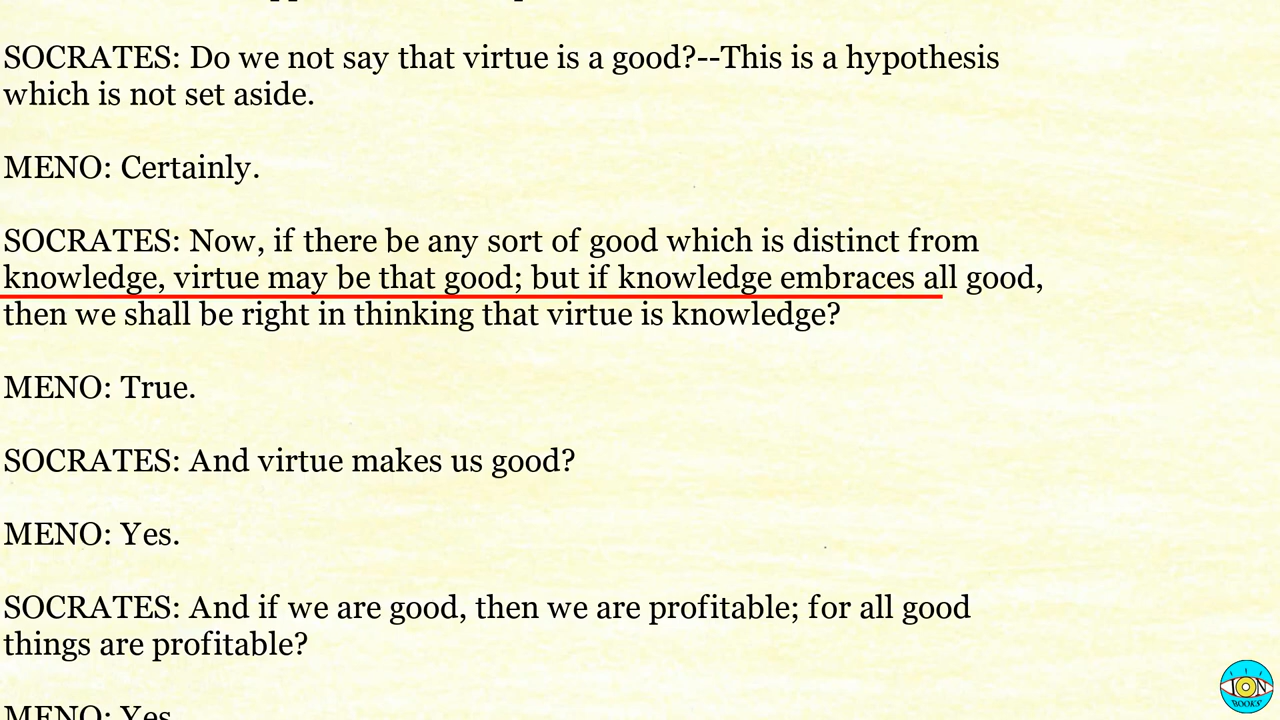 SOCRATES: Do we not say that virtue is a good?--This is a hypothesis
which is not set aside.
MENO: Certainly.
SOCRATES: Now, if there be any sort of good which is distinct from
knowledge, virtue may be that good; but if knowledge embraces all good,
then we shall be right in thinking that virtue is knowledge?
MENO: True.
SOCRATES: And virtue makes us good?
MENO: Yes.
SOCRATES: And if we are good, then we are profitable; for all good
things are profitable?
MENO: Yes
ION
BOOKS